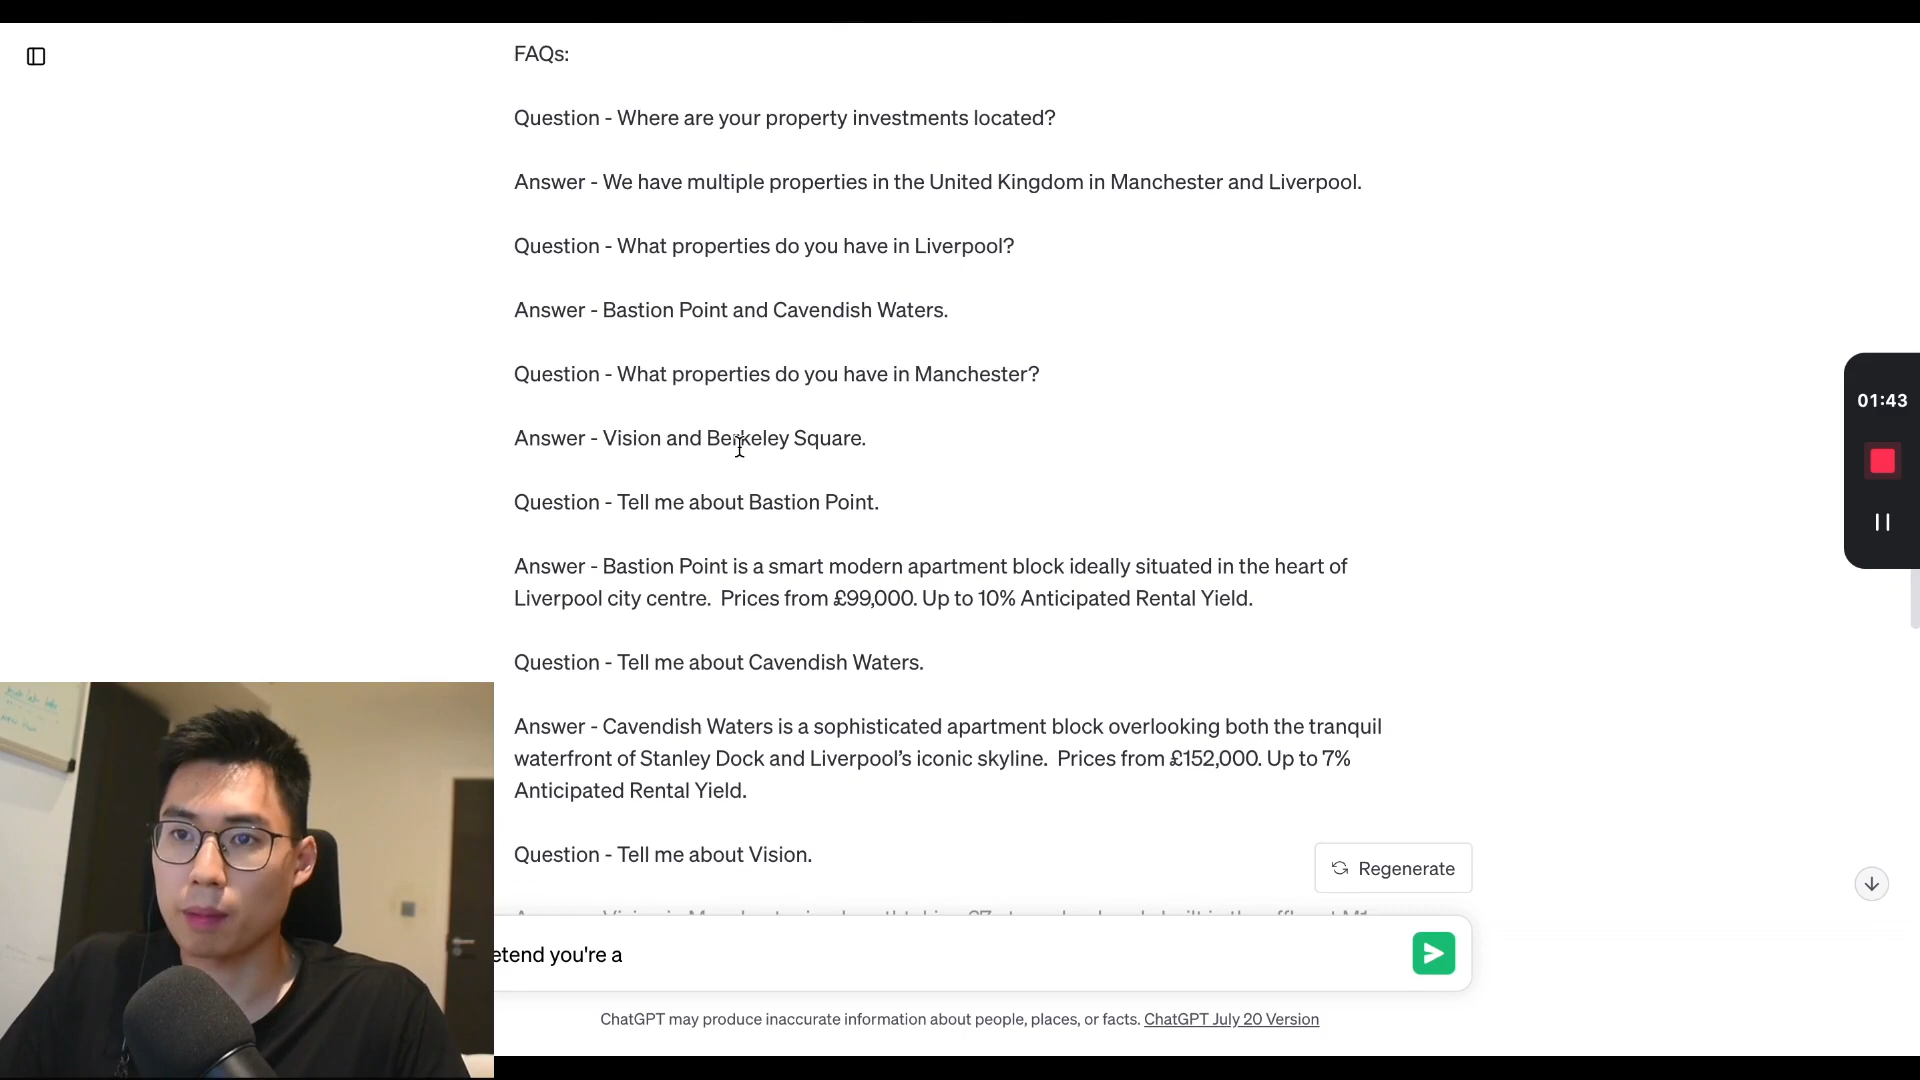 FAQs:
Question - Where are your property investments located?
Answer - We have multiple properties in the United Kingdom in Manchester and Liverpool.
Question - What properties do you have in Liverpool?
Answer - Bastion Point and Cavendish Waters.
Question - What properties do you have in Manchester?
01:43
Answer - Vision and Berkeley Square.
Question - Tell me about Bastion Point.
Answer - Bastion Point is a smart modern apartment block ideally situated in the heart of
Liverpool city centre.  Prices from £99,000. Up to 10% Anticipated Rental Yield.
Question - Tell me about Cavendish Waters.
Answer - Cavendish Waters is a sophisticated apartment block overlooking both the tranquil
waterfront of Stanley Dock and Liverpool’s iconic skyline.  Prices from £152,000. Up to 7%
Anticipated Rental Yield.
Question - Tell me about Vision.
Regenerate
etend you're a
ChatGPT may produce inaccurate information about people, places, or facts. ChatGPT July 20 Version